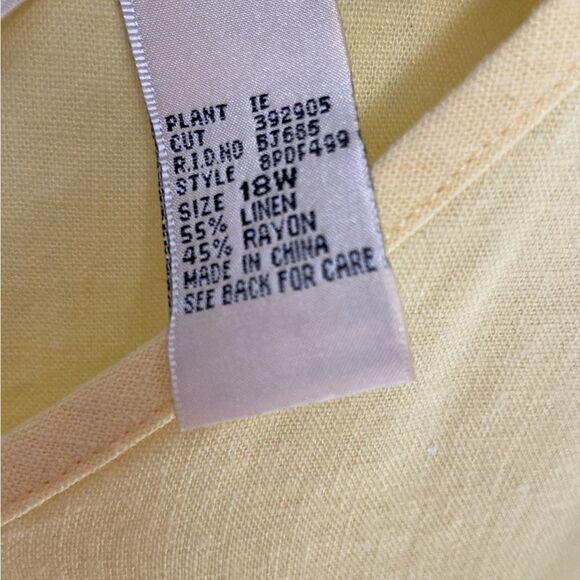 PLANT IE
CUT 392905
R.I.D.NO BJ686
STYLE 8PDF499
SIZE 18W
55% LINEN
45% RAYON
MADE IN CHINA
SEE BACK FOR CARE